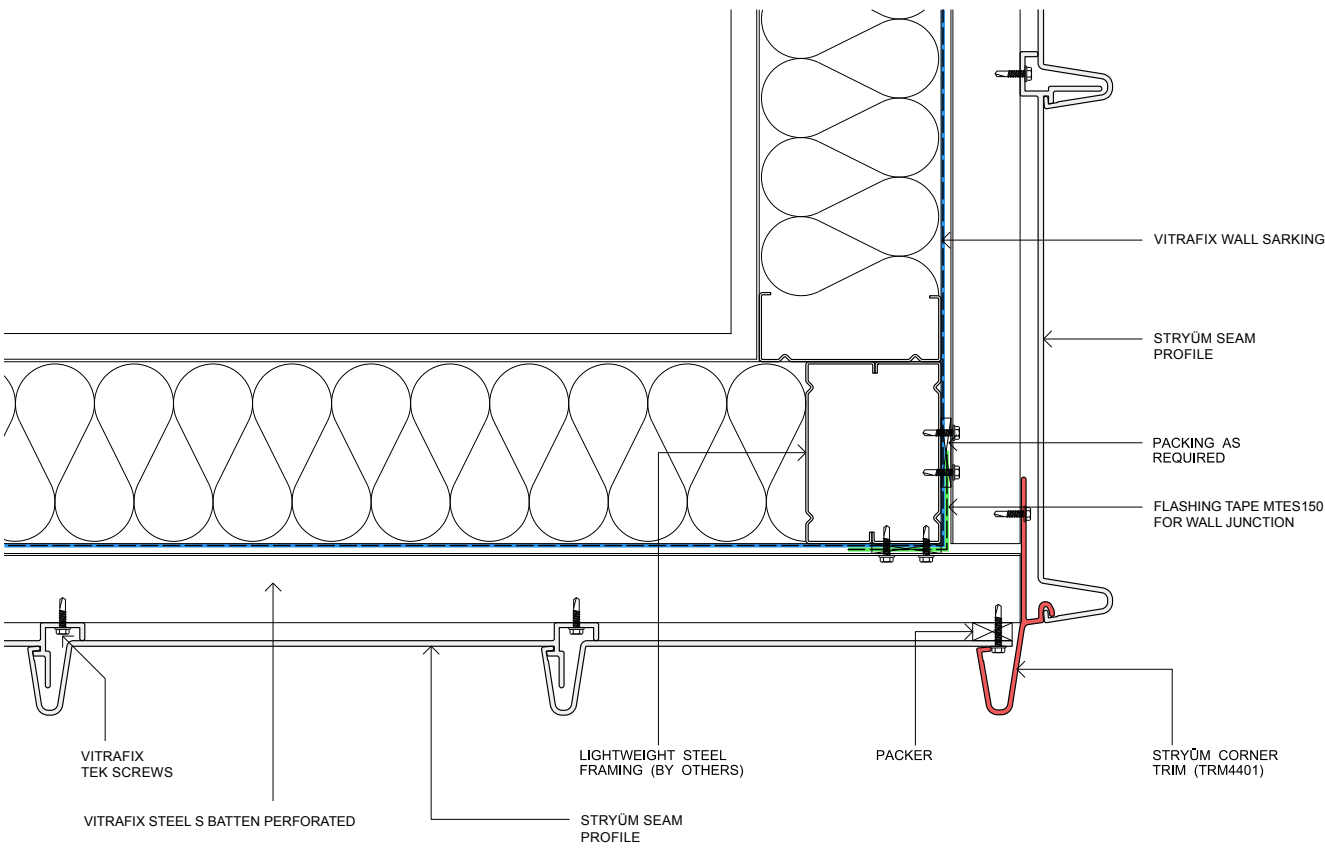 VITRAFIX WALL SARKING
STRYÜM SEAM
PROFILE
PACKING AS
REQUIRED
FLASHING TAPE MTES150
FOR WALL JUNCTION
VITRAFIX
TEK SCREWS
LIGHTWEIGHT STEEL
FRAMING (BY OTHERS)
PACKER
STRYÜM CORNER
TRIM (TRM4401)
VITRAFIX STEEL S BATTEN PERFORATED
STRYÜM SEAM
PROFILE